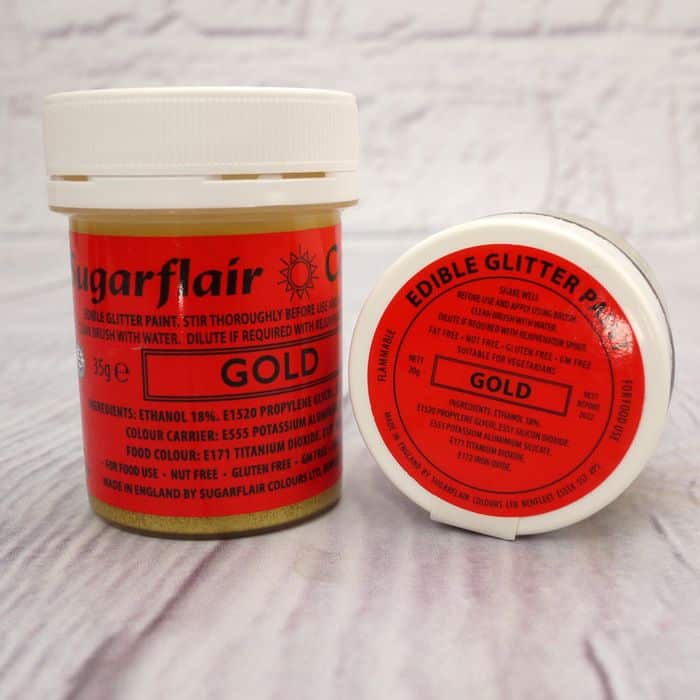 Sugarflair
EDIBLE GLITTER PAINT. STIR THOROUGHLY BEFORE USE AND
CLEAN BRUSH WITH WATER. DILUTE IF REQUIRED WITH
35g e
GOLD
INGREDIENTS: ETHANOL 18%. E1520 PROPYLENE GLYCOL,
COLOUR CARRIER: E555 POTASSIUM
FOOD COLOUR: E171 TITANIUM DIOXIDE.
· FOR FOOD USE · NUT FREE · GLUTEN FREE · GM
MADE IN ENGLAND BY SUGARFLAIR COLOURS LTD,
EDIBLE GLITTER PAINT
SHAKE WELL
BEFORE USE AND APPLY USING BRUSH
CLEAN BRUSH WITH WATER.
DILUTE IF REQUIRED WITH REJUVENATOR SPIRIT.
FAT FREE · NUT FREE · GLUTEN FREE · GM FREE
SUITABLE FOR VEGETARIANS
FLAMMABLE
NETT
20g
GOLD
BEST
BEFORE
2022
FOR FOOD USE
INGREDIENTS: ETHANOL 18%.
E1520 PROPYLENE GLYCOL, E551 SILICON DIOXIDE.
E555 POTASSIUM ALUMINIUM SILICATE.
E171 TITANIUM DIOXIDE.
E172 IRON OXIDE.
MADE IN ENGLAND BY SUGARFLAIR COLOURS LTD BENFLEET